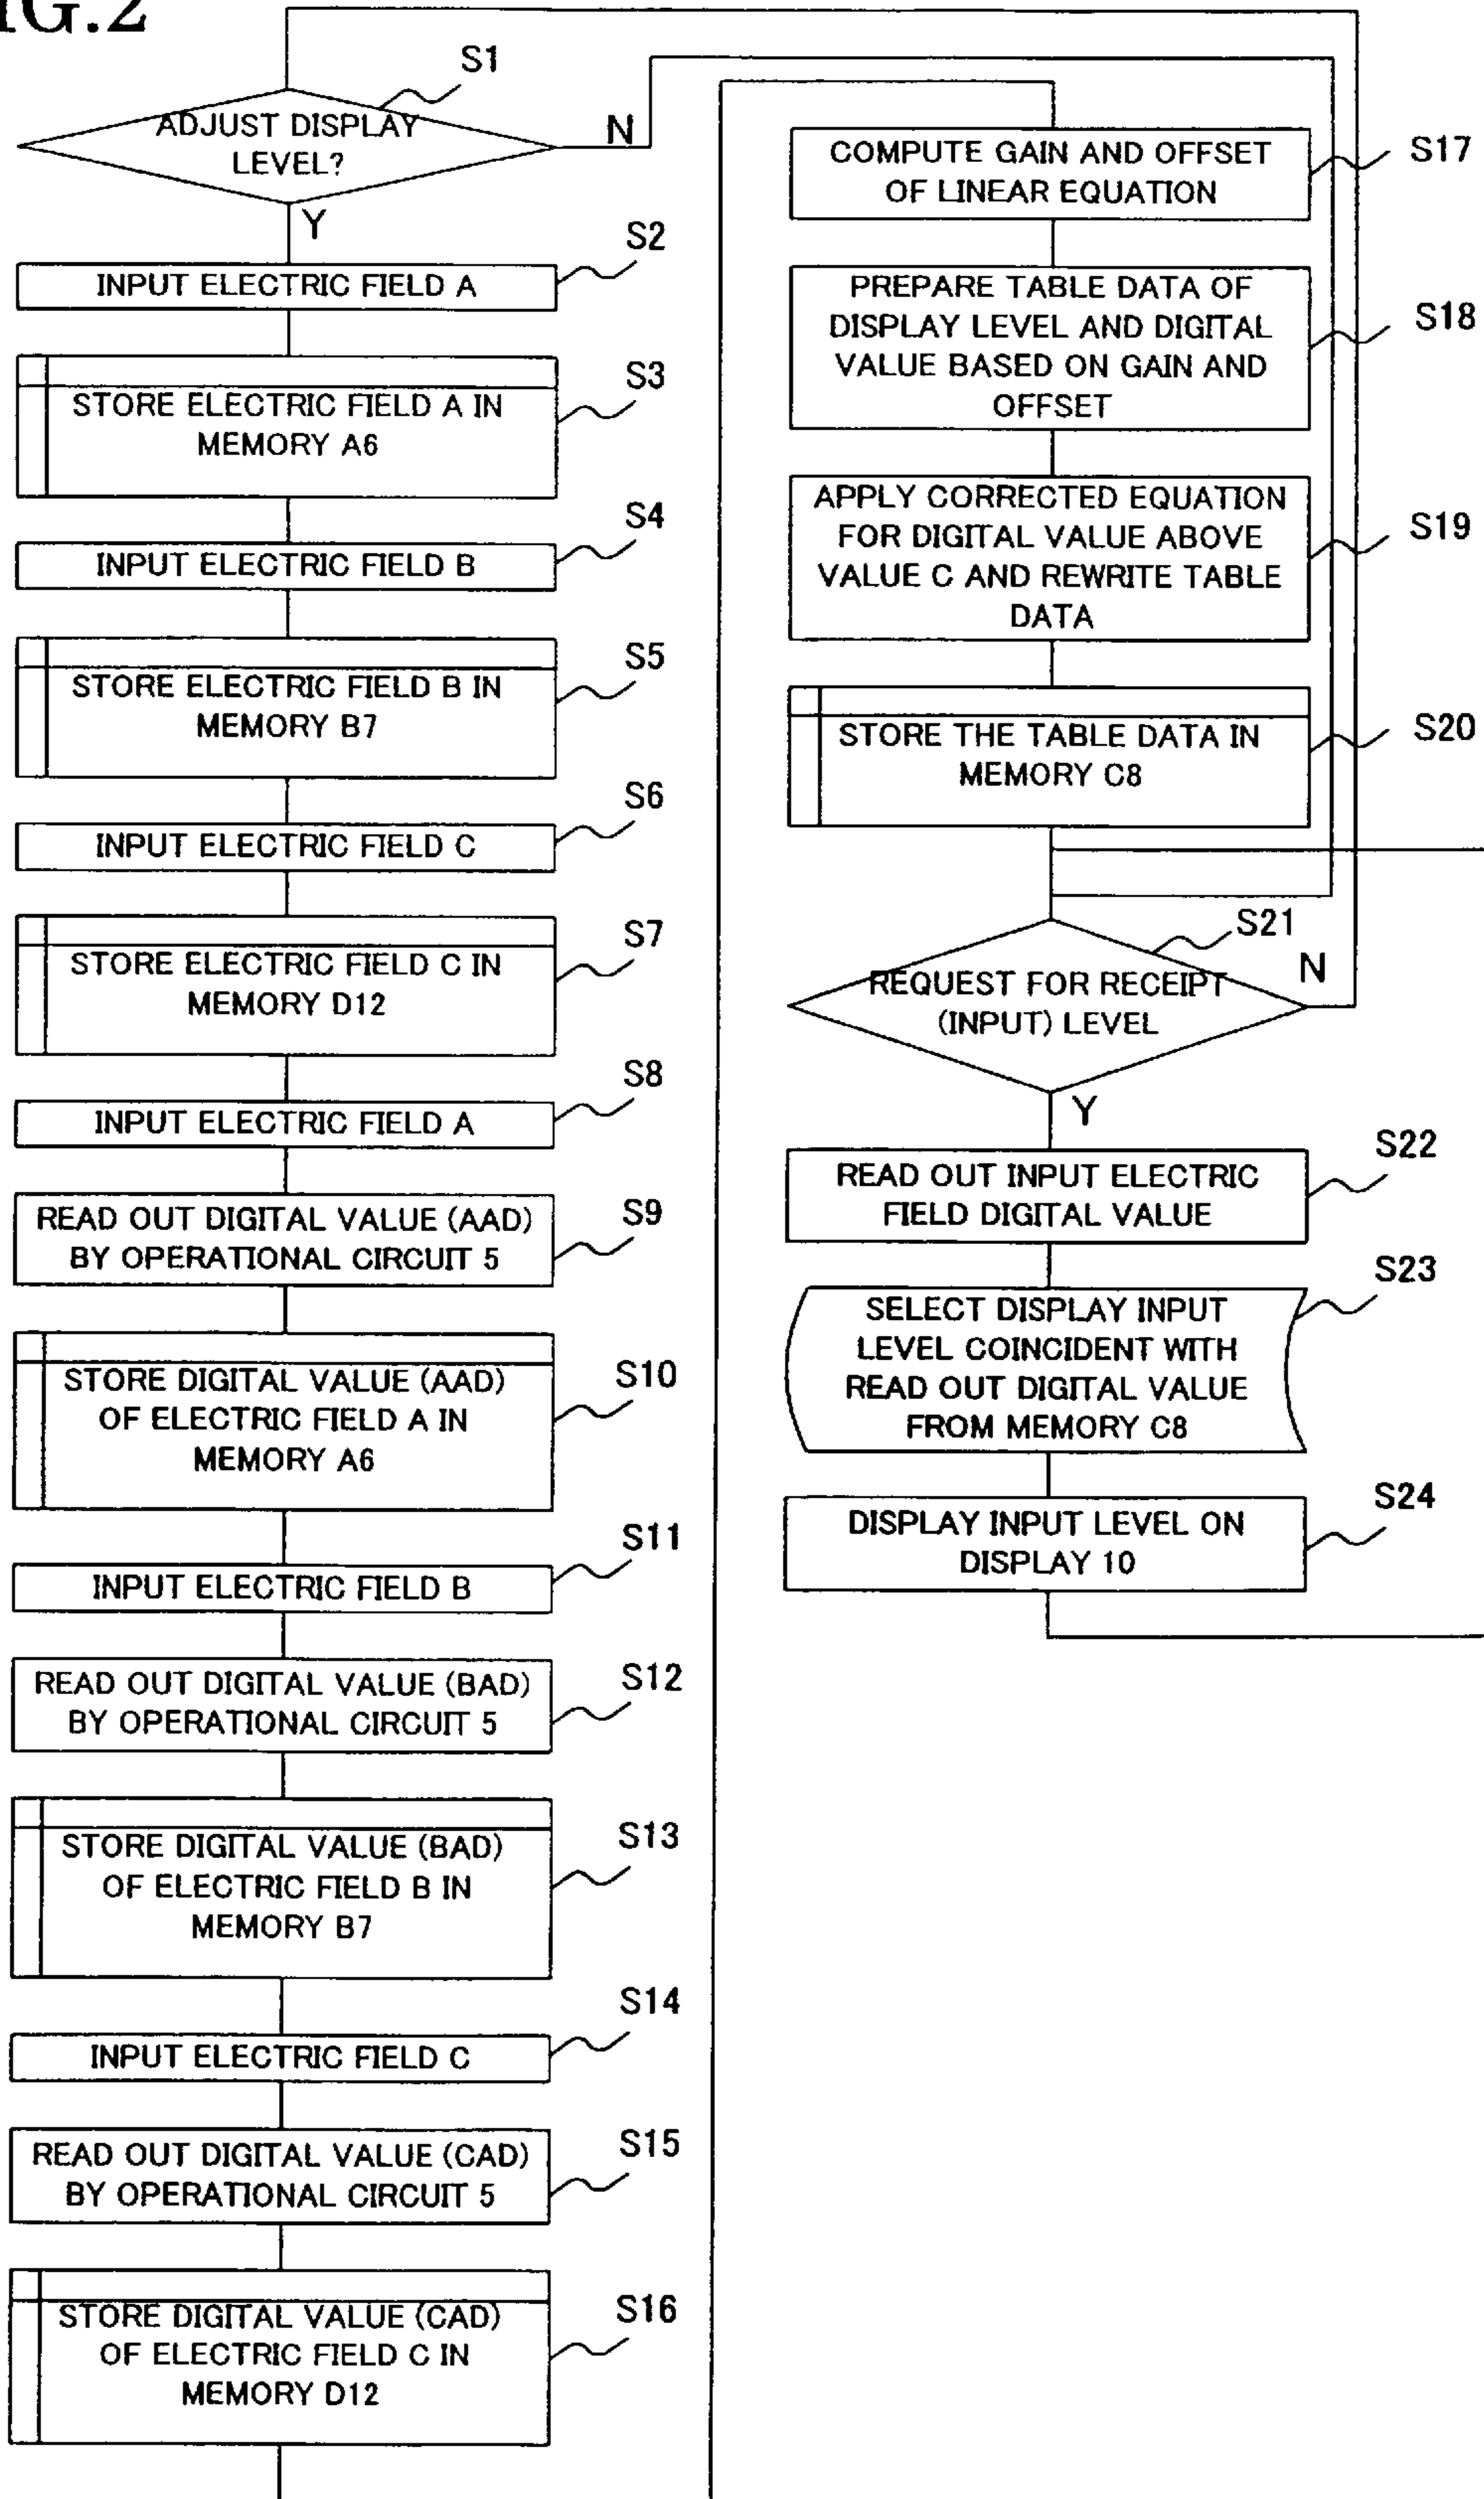 IG.2
S1
ADJUST DISPLAY
LEVEL?
N
Y
S2
INPUT ELECTRIC FIELD A
S3
STORE ELECTRIC FIELD A IN
MEMORY A6
S4
INPUT ELECTRIC FIELD B
S5
STORE ELECTRIC FIELD B IN
MEMORY B7
S6
INPUT ELECTRIC FIELD C
S7
STORE ELECTRIC FIELD C IN
MEMORY D12
S8
INPUT ELECTRIC FIELD A
S9
READ OUT DIGITAL VALUE (AAD)
BY OPERATIONAL CIRCUIT 5
S10
STORE DIGITAL VALUE (AAD)
OF ELECTRIC FIELD A IN
MEMORY A6
S11
INPUT ELECTRIC FIELD B
S12
READ OUT DIGITAL VALUE (BAD)
BY OPERATIONAL CIRCUIT 5
S13
STORE DIGITAL VALUE (BAD)
OF ELECTRIC FIELD B IN
MEMORY B7
S14
INPUT ELECTRIC FIELD C
S15
READ OUT DIGITAL VALUE (CAD)
BY OPERATIONAL CIRCUIT 5
S16
STORE DIGITAL VALUE (CAD)
OF ELECTRIC FIELD C IN
MEMORY D12
S17
COMPUTE GAIN AND OFFSET
OF LINEAR EQUATION
S18
PREPARE TABLE DATA OF
DISPLAY LEVEL AND DIGITAL
VALUE BASED ON GAIN AND
OFFSET
S19
APPLY CORRECTED EQUATION
FOR DIGITAL VALUE ABOVE
VALUE C AND REWRITE TABLE
DATA
S20
STORE THE TABLE DATA IN
MEMORY C8
S21
REQUEST FOR RECEIPT
(INPUT) LEVEL
N
Y
S22
READ OUT INPUT ELECTRIC
FIELD DIGITAL VALUE
S23
SELECT DISPLAY INPUT
LEVEL COINCIDENT WITH
READ OUT DIGITAL VALUE
FROM MEMORY C8
S24
DISPLAY INPUT LEVEL ON
DISPLAY 10